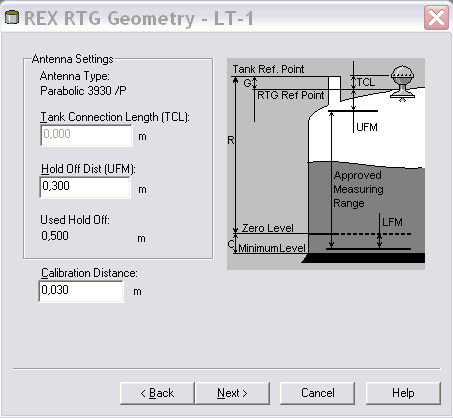 REX RTG Geometry - LT-1
Antenna Settings
Antenna Type:
Parabolic 3930 /P
Tank Connection Length (TCL):
0,000 m
Hold Off Dist (UFM):
0,300 m
Used Hold Off:
0,500 m
Calibration Distance:
0,030 m
Tank Ref. Point
G
TCL
RTG Ref Point
UFM
R
Approved
Measuring
Range
LFM
Zero Level
C
Minimum Level
< Back
Next >
Cancel
Help